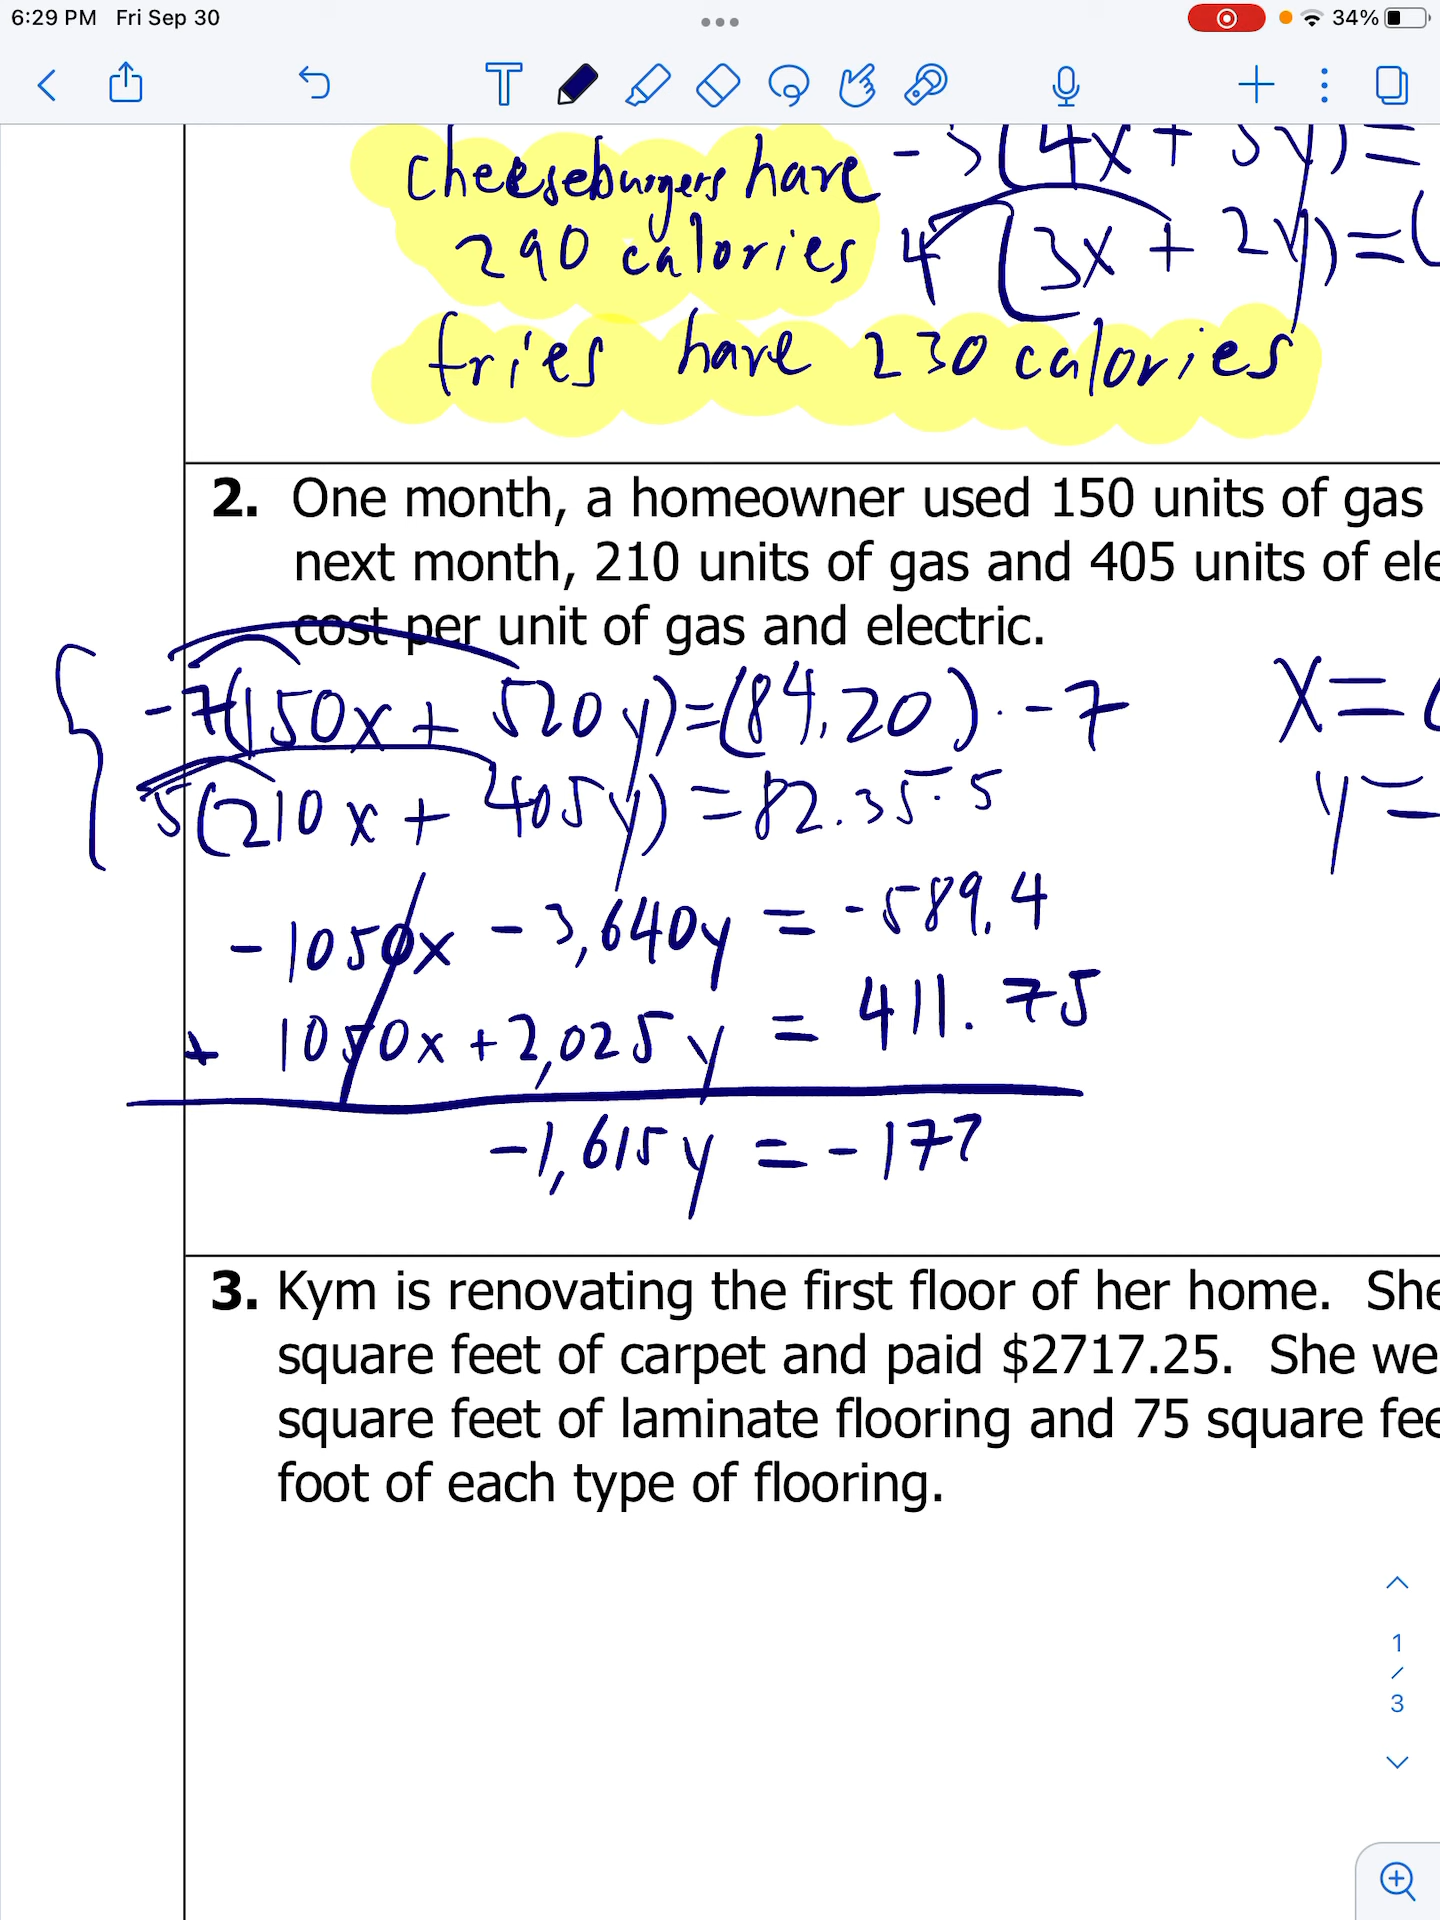 6:29 PM Fri Sep 30
34%
cheeseburgers have
290 calories
4(3x + 2y)=(
fries have 230 calories
2. One month, a homeowner used 150 units of gas
next month, 210 units of gas and 405 units of ele
cost per unit of gas and electric.
-7(150x + 520y)=(84.20).-7
x=
5(210x + 405y)=82.35.5
y=
-1050x - 3,640y = -589.4
+ 1050x + 2,025y = 411.75
-1,615y = -177
3. Kym is renovating the first floor of her home. She
square feet of carpet and paid $2717.25. She we
square feet of laminate flooring and 75 square fee
foot of each type of flooring.
1
/
3